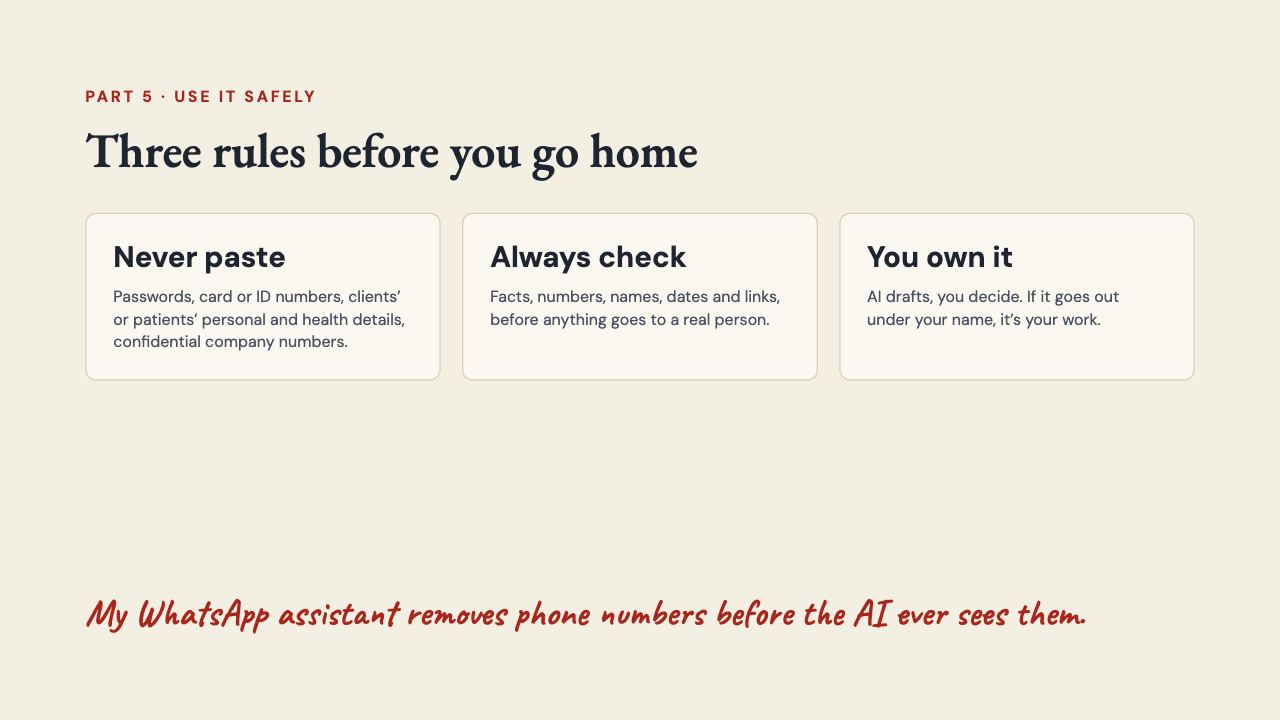 PART 5 · USE IT SAFELY
Three rules before you go home
Never paste
Passwords, card or ID numbers, clients’
or patients’ personal and health details,
confidential company numbers.
Always check
Facts, numbers, names, dates and links,
before anything goes to a real person.
You own it
AI drafts, you decide. If it goes out
under your name, it’s your work.
My WhatsApp assistant removes phone numbers before the AI ever sees them.